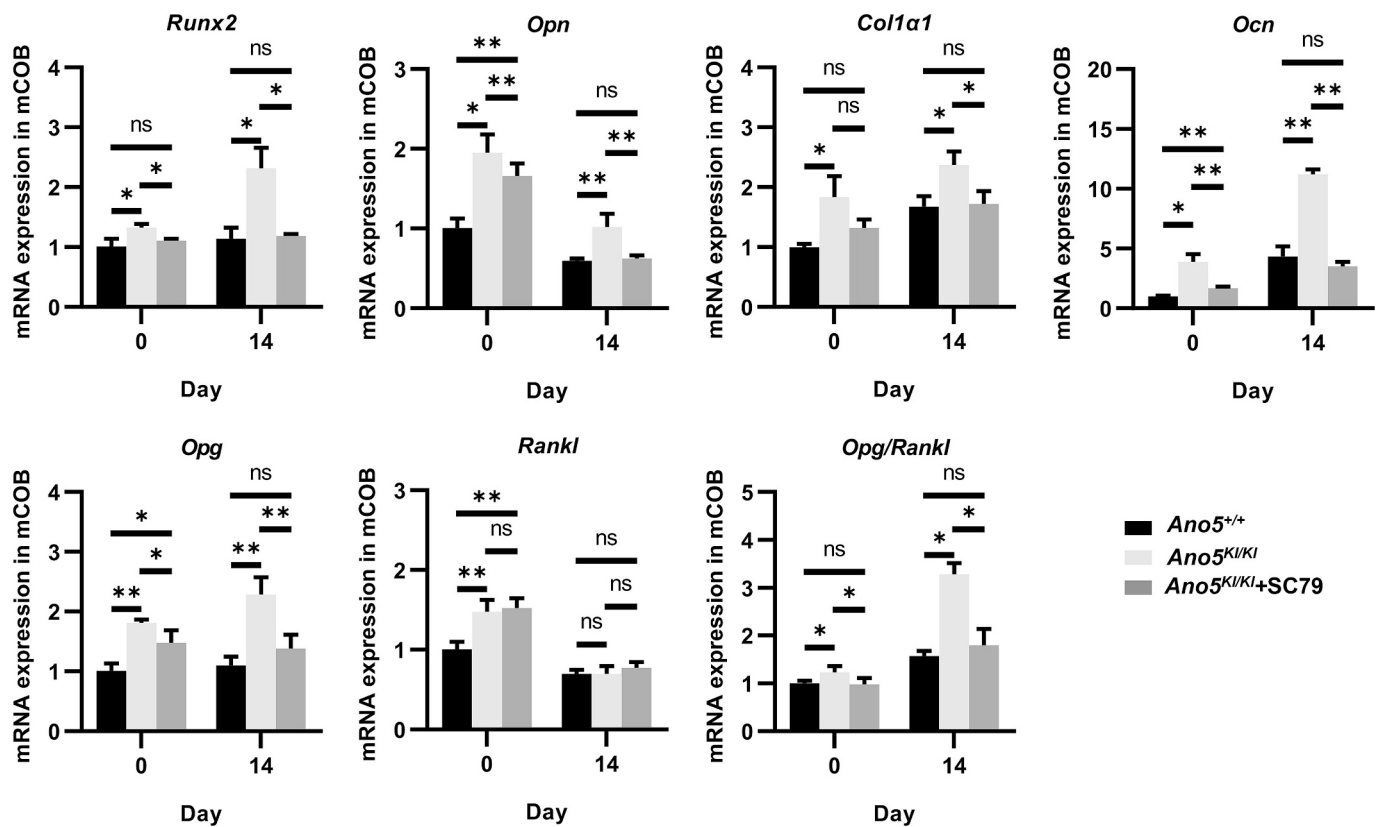 Runx2
mRNA expression in mCOB
4
3
2
1
0
ns
*
*
ns
*
*
0
14
Day
Opn
mRNA expression in mCOB
3
2
1
0
**
**
*
ns
**
**
0
14
Day
Col1α1
mRNA expression in mCOB
4
3
2
1
0
ns
ns
*
ns
*
*
0
14
Day
Ocn
mRNA expression in mCOB
20
15
10
5
0
**
**
*
ns
**
**
0
14
Day
Opg
mRNA expression in mCOB
4
3
2
1
0
*
*
**
ns
**
**
0
14
Day
Rankl
mRNA expression in mCOB
3
2
1
0
**
ns
**
ns
ns
ns
0
14
Day
Opg/Rankl
mRNA expression in mCOB
5
4
3
2
1
0
ns
*
*
ns
*
*
0
14
Day
Ano5+/+
Ano5KI/KI
Ano5KI/KI+SC79